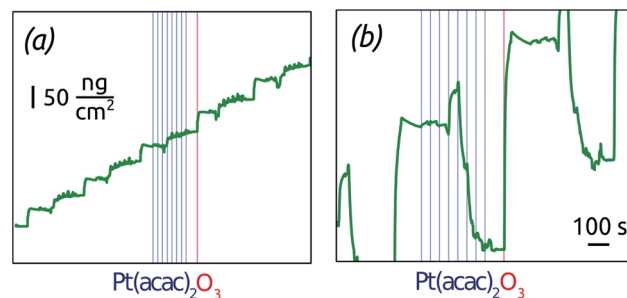 (a)
50 ng/cm²
Pt(acac)₂O₃
(b)
100 s
Pt(acac)₂O₃